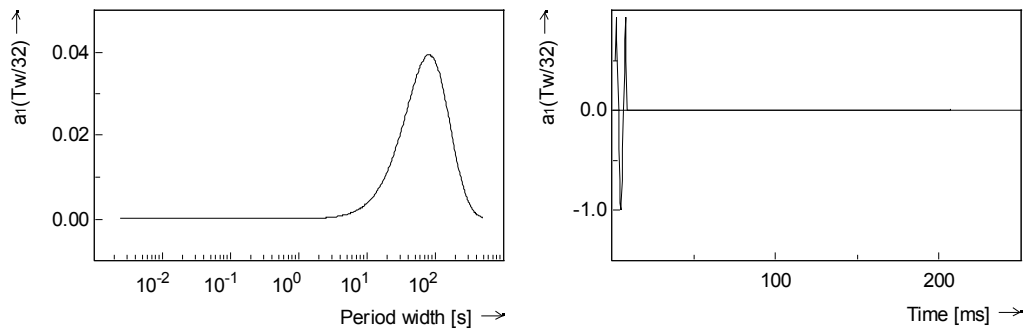 a₁(Tw/32)
0.04
0.02
0.00
10⁻² 10⁻¹ 10⁰ 10¹ 10²
Period width [s]
a₁(Tw/32)
0.0
-1.0
100 200
Time [ms]